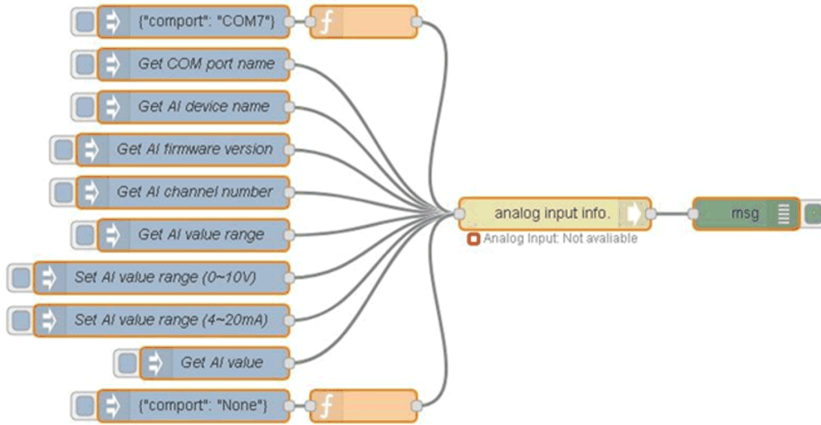 {"comport": "COM7"}
Get COM port name
Get AI device name
Get AI firmware version
Get AI channel number
Get AI value range
Set AI value range (0~10V)
Set AI value range (4~20mA)
Get AI value
{"comport": "None"}
analog input info.
Analog Input: Not avaliable
msg